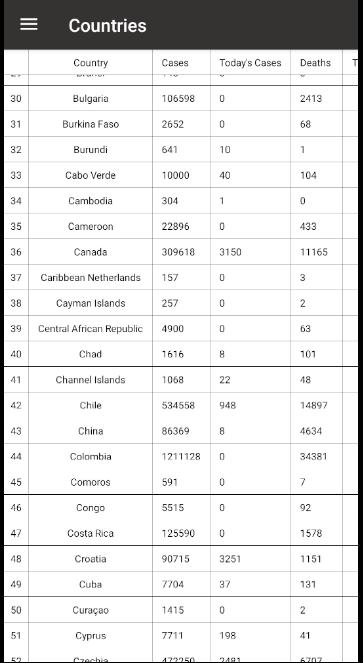 Countries
Country Cases Today's Cases Deaths T
30 Bulgaria 106598 0 2413
31 Burkina Faso 2652 0 68
32 Burundi 641 10 1
33 Cabo Verde 10000 40 104
34 Cambodia 304 1 0
35 Cameroon 22896 0 433
36 Canada 309618 3150 11165
37 Caribbean Netherlands 157 0 3
38 Cayman Islands 257 0 2
39 Central African Republic 4900 0 63
40 Chad 1616 8 101
41 Channel Islands 1068 22 48
42 Chile 534558 948 14897
43 China 86369 8 4634
44 Colombia 1211128 0 34381
45 Comoros 591 0 7
46 Congo 5515 0 92
47 Costa Rica 125590 0 1578
48 Croatia 90715 3251 1151
49 Cuba 7704 37 131
50 Curaçao 1415 0 2
51 Cyprus 7711 198 41
52 Czechia 472250 2481 6707